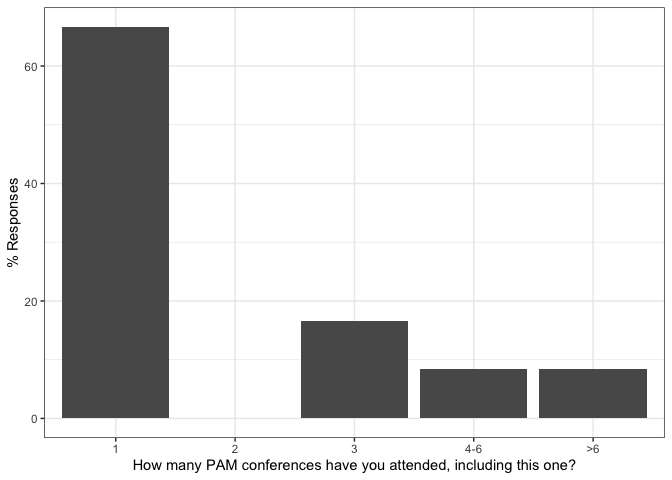 % Responses
60
40
20
0
1 2 3 4-6 >6
How many PAM conferences have you attended, including this one?